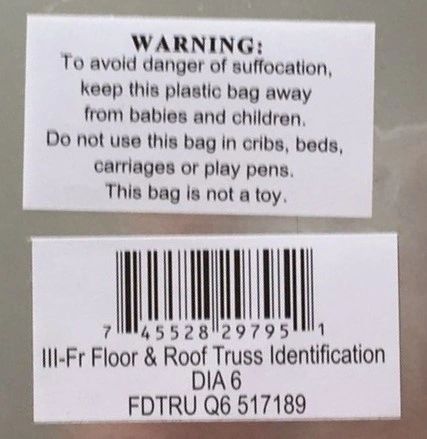 WARNING:
To avoid danger of suffocation,
keep this plastic bag away
from babies and children.
Do not use this bag in cribs, beds,
carriages or play pens.
This bag is not a toy.
7 45528 29795 1
III-Fr Floor & Roof Truss Identification
DIA 6
FDTRU Q6 517189